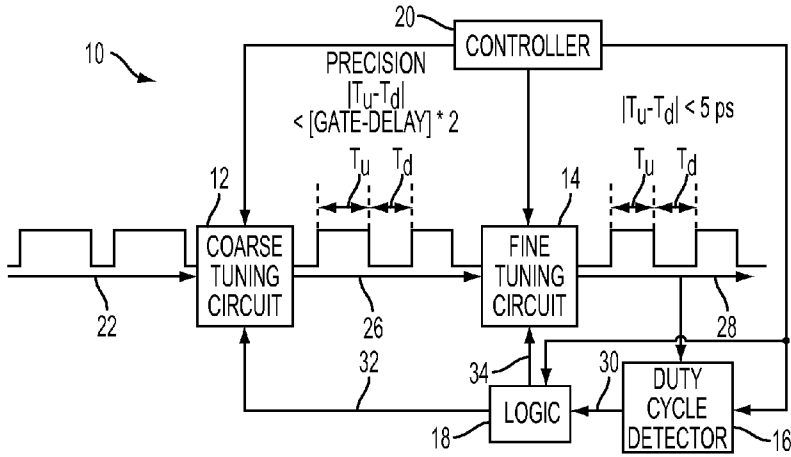 20
CONTROLLER
10
PRECISION
|Tu-Td|
< [GATE-DELAY] * 2
|Tu-Td| < 5 ps
Tu
Td
Tu
Td
12
14
COARSE
TUNING
CIRCUIT
FINE
TUNING
CIRCUIT
22
26
28
32
34
30
LOGIC
18
DUTY
CYCLE
DETECTOR
16